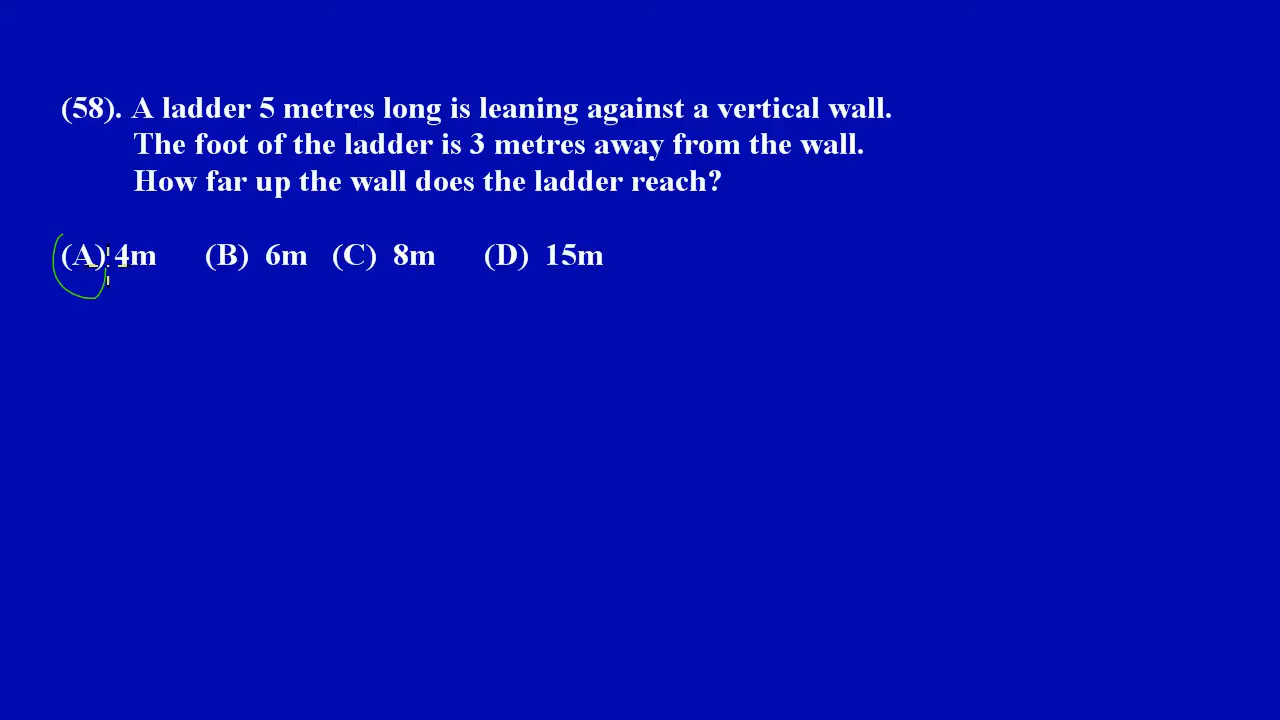 (58). A ladder 5 metres long is leaning against a vertical wall.
The foot of the ladder is 3 metres away from the wall.
How far up the wall does the ladder reach?
(A) 4m (B) 6m (C) 8m (D) 15m